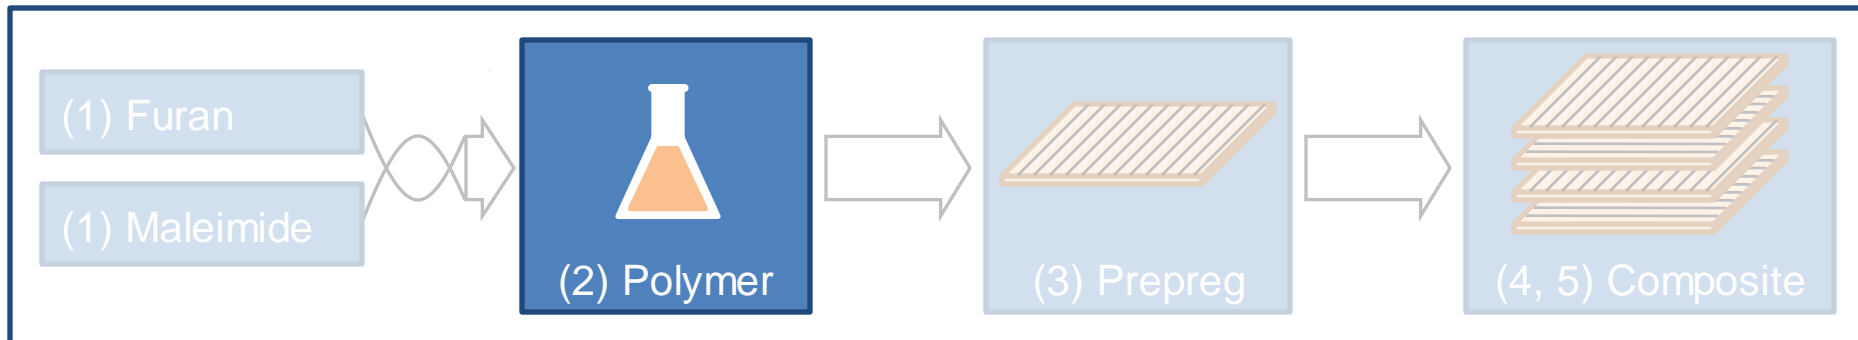 (1) Furan
(1) Maleimide
(2) Polymer
(3) Prepreg
(4, 5) Composite